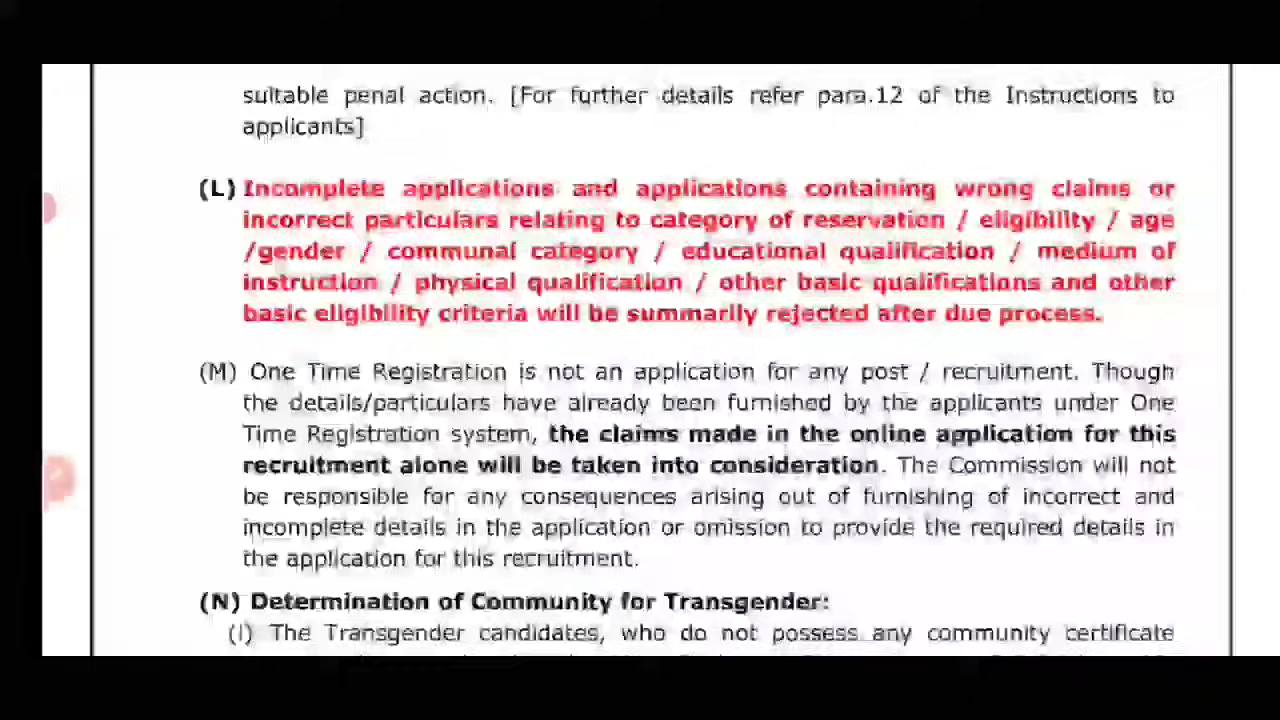 suitable penal action. [For further details refer para.12 of the Instructions to
applicants]
(L) Incomplete applications and applications containing wrong claims or
incorrect particulars relating to category of reservation / eligibility / age
/gender / communal category / educational qualification / medium of
instruction / physical qualification / other basic qualifications and other
basic eligibility criteria will be summarily rejected after due process.
(M) One Time Registration is not an application for any post / recruitment. Though
the details/particulars have already been furnished by the applicants under One
Time Registration system, the claims made in the online application for this
recruitment alone will be taken into consideration. The Commission will not
be responsible for any consequences arising out of furnishing of incorrect and
incomplete details in the application or omission to provide the required details in
the application for this recruitment.
(N) Determination of Community for Transgender:
(i) The Transgender candidates, who do not possess any community certificate